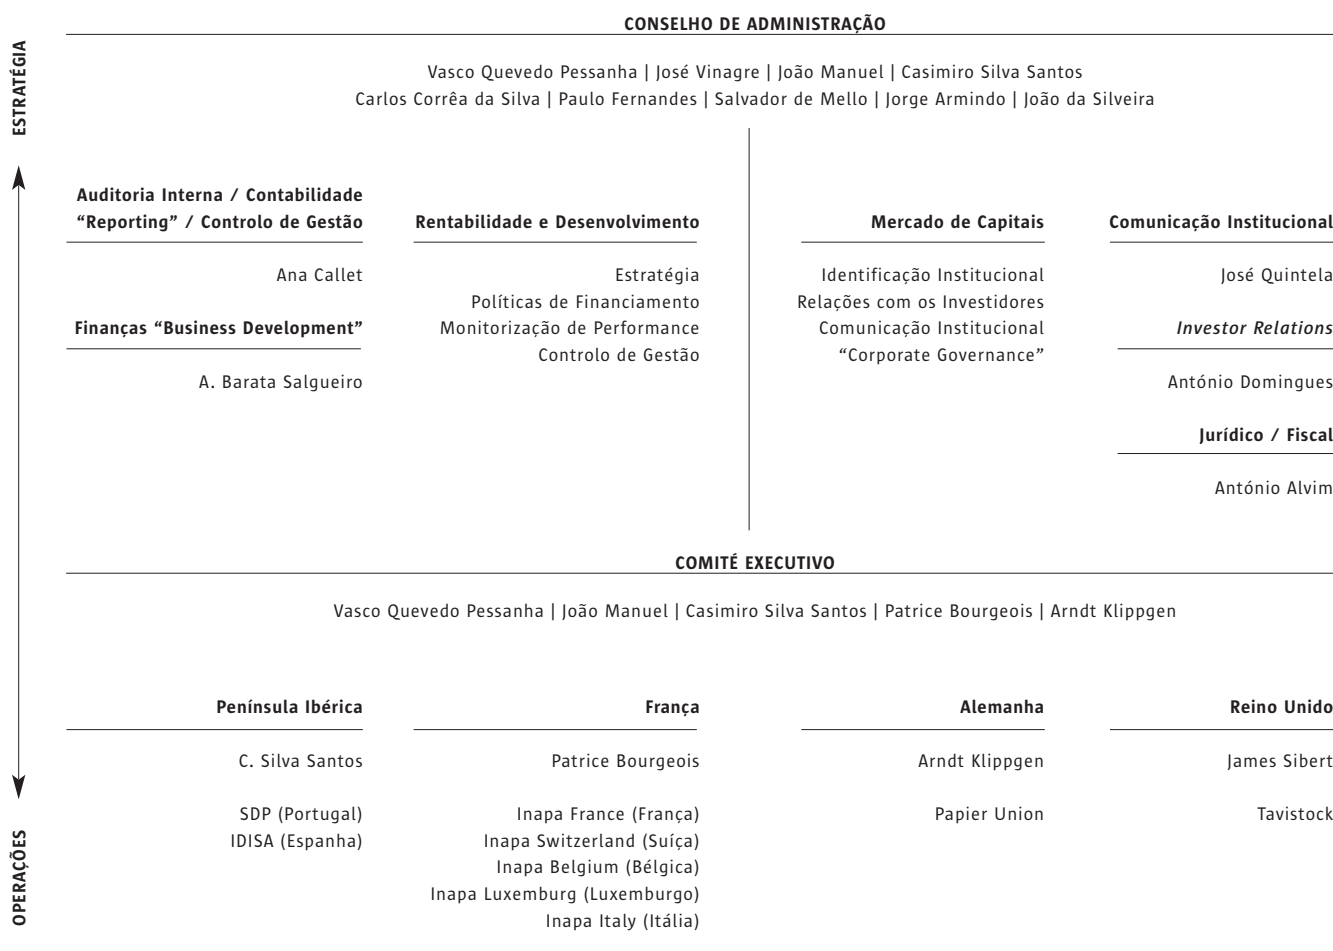 CONSELHO DE ADMINISTRAÇÃO
ESTRATÉGIA
Vasco Quevedo Pessanha | José Vinagre | João Manuel | Casimiro Silva Santos
Carlos Corrêa da Silva | Paulo Fernandes | Salvador de Mello | Jorge Armindo | João da Silveira
Auditoria Interna / Contabilidade
“Reporting” / Controlo de Gestão
Ana Callet
Finanças “Business Development”
A. Barata Salgueiro
Rentabilidade e Desenvolvimento
Estratégia
Políticas de Financiamento
Monitorização de Performance
Controlo de Gestão
Mercado de Capitais
Identificação Institucional
Relações com os Investidores
Comunicação Institucional
“Corporate Governance”
Comunicação Institucional
José Quintela
Investor Relations
António Domingues
Jurídico / Fiscal
António Alvim
COMITÉ EXECUTIVO
Vasco Quevedo Pessanha | João Manuel | Casimiro Silva Santos | Patrice Bourgeois | Arndt Klippgen
Península Ibérica
C. Silva Santos
SDP (Portugal)
IDISA (Espanha)
França
Patrice Bourgeois
Inapa France (França)
Inapa Switzerland (Suíça)
Inapa Belgium (Bélgica)
Inapa Luxemburg (Luxemburgo)
Inapa Italy (Itália)
Alemanha
Arndt Klippgen
Papier Union
Reino Unido
James Sibert
Tavistock
OPERAÇÕES